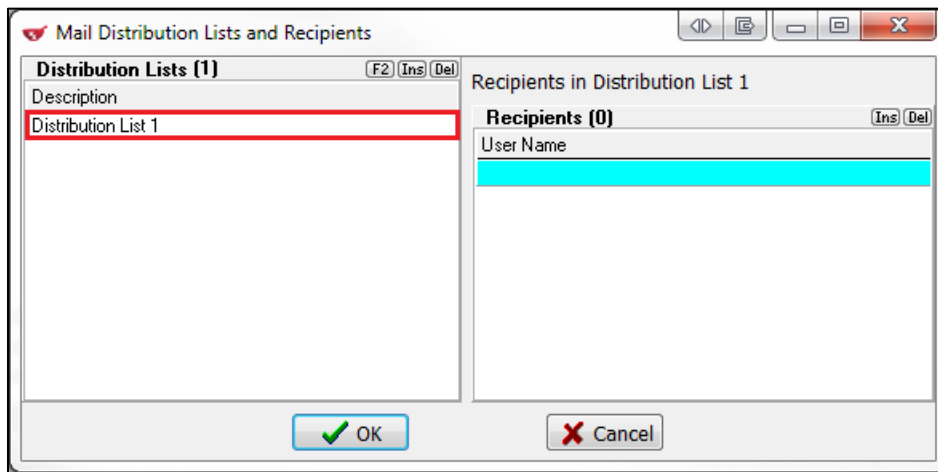 Mail Distribution Lists and Recipients
Distribution Lists (1) F2 Ins Del
Description
Distribution List 1
Recipients in Distribution List 1
Recipients (0) Ins Del
User Name
OK Cancel